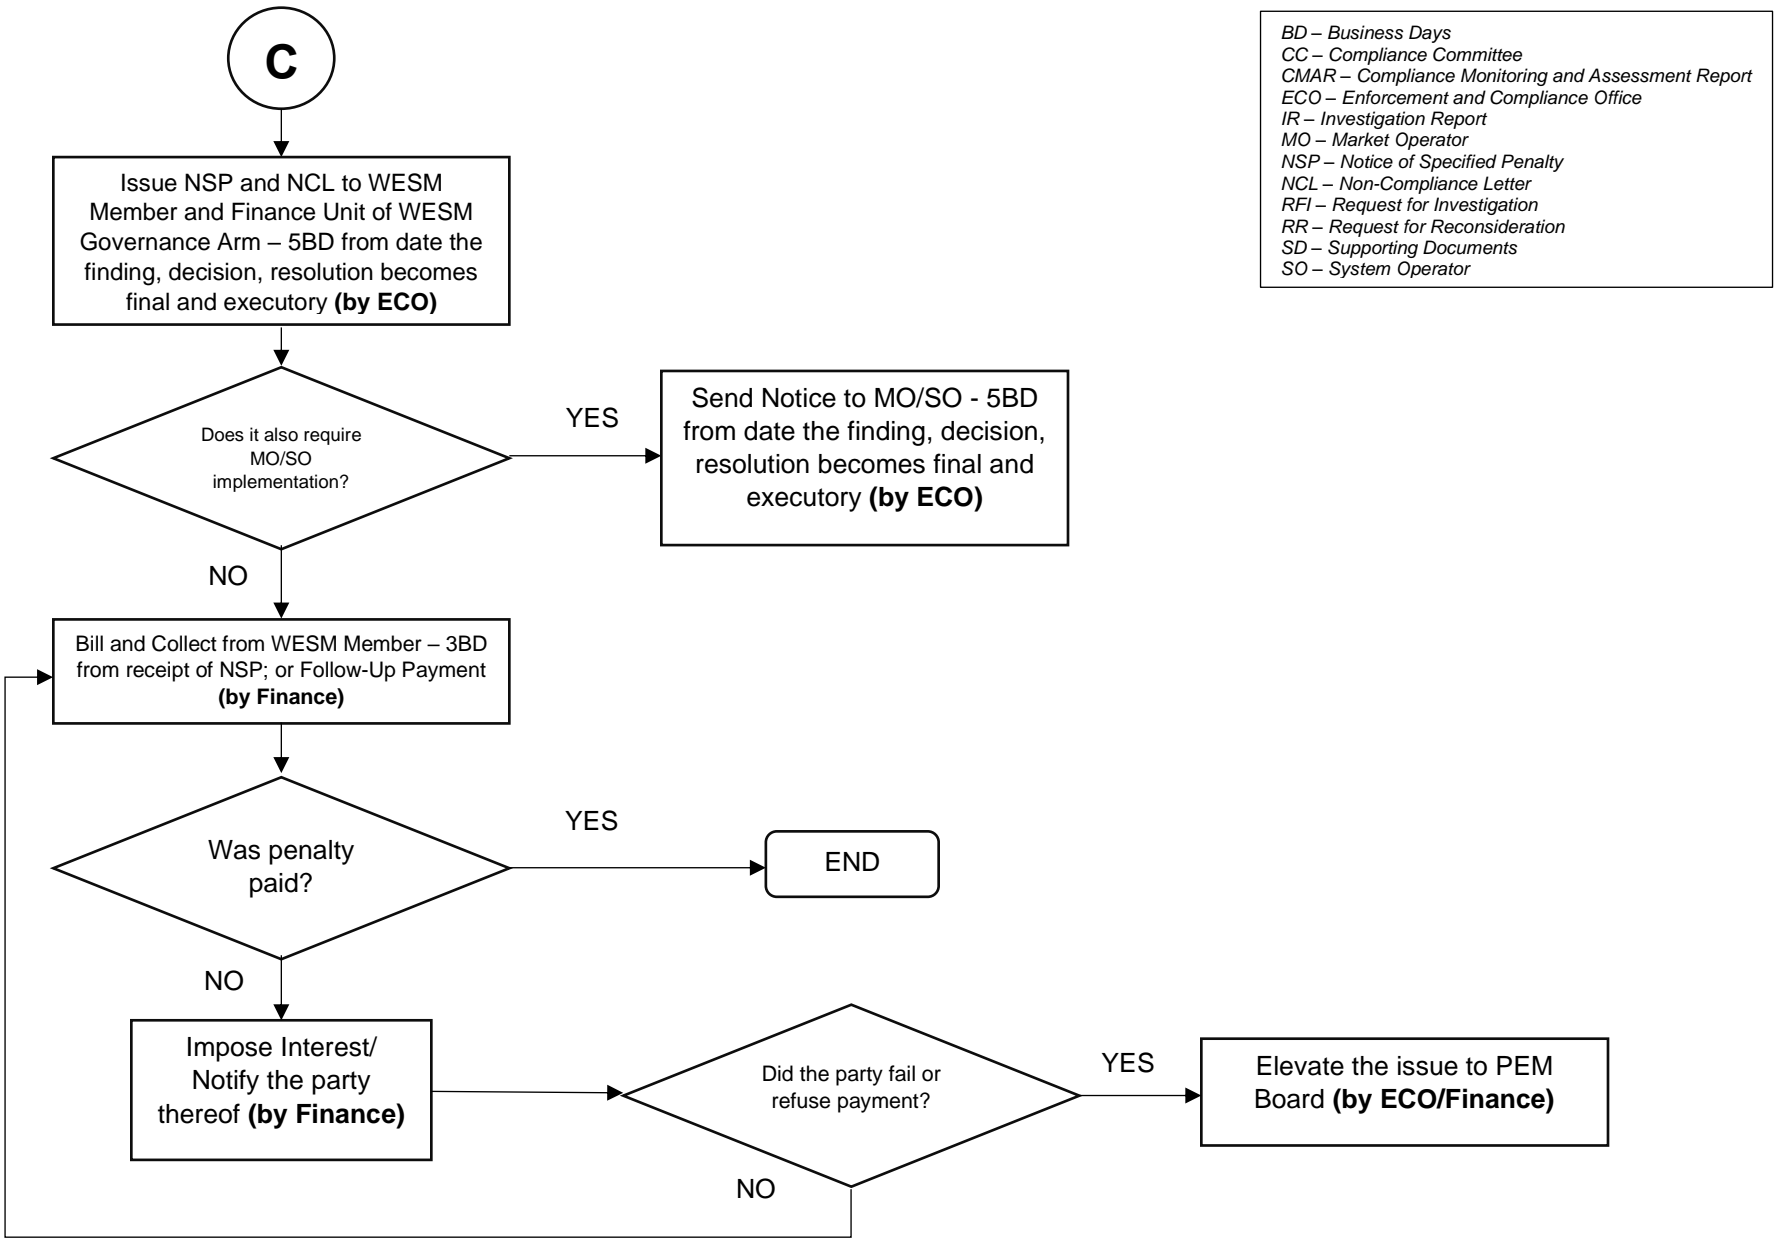 C
BD – Business Days
CC – Compliance Committee
CMAR – Compliance Monitoring and Assessment Report
ECO – Enforcement and Compliance Office
IR – Investigation Report
MO – Market Operator
NSP – Notice of Specified Penalty
NCL – Non-Compliance Letter
RFI – Request for Investigation
RR – Request for Reconsideration
SD – Supporting Documents
SO – System Operator
Issue NSP and NCL to WESM
Member and Finance Unit of WESM
Governance Arm – 5BD from date the
finding, decision, resolution becomes
final and executory (by ECO)
Does it also require
MO/SO
implementation?
YES
Send Notice to MO/SO - 5BD
from date the finding, decision,
resolution becomes final and
executory (by ECO)
NO
Bill and Collect from WESM Member – 3BD
from receipt of NSP; or Follow-Up Payment
(by Finance)
Was penalty
paid?
YES
END
NO
Impose Interest/
Notify the party
thereof (by Finance)
Did the party fail or
refuse payment?
YES
Elevate the issue to PEM
Board (by ECO/Finance)
NO